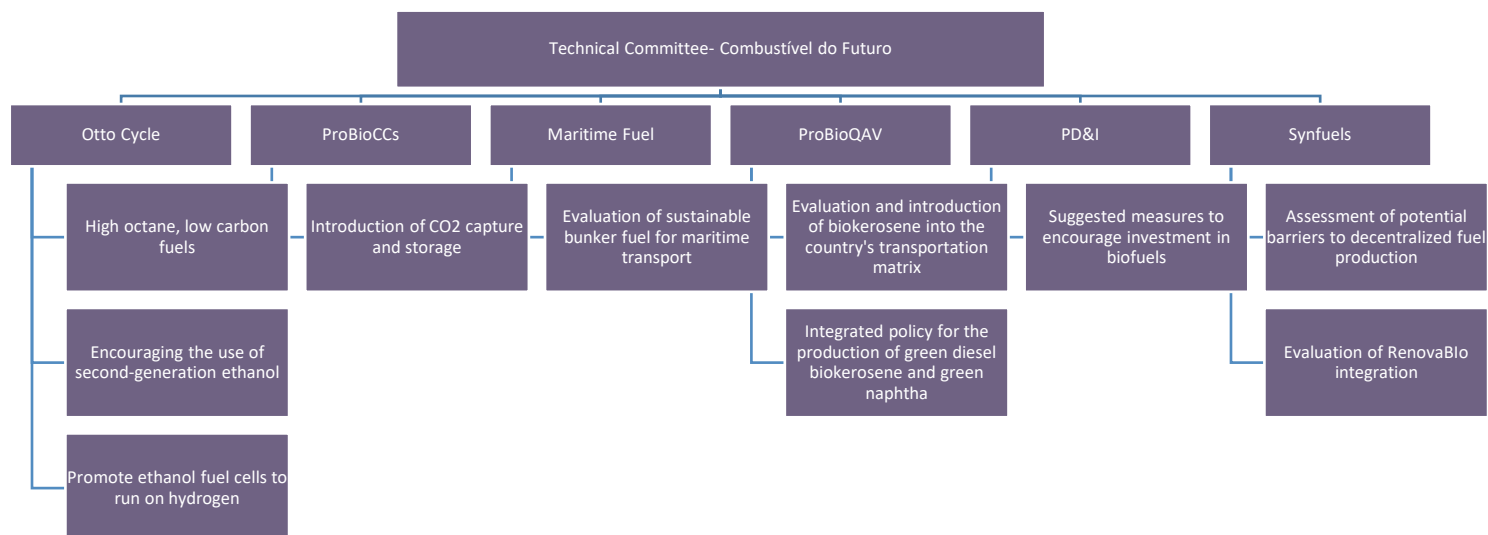 Technical Committee- Combustível do Futuro
Otto Cycle
ProBioCCs
Maritime Fuel
ProBioQAV
PD&I
Synfuels
High octane, low carbon
fuels
Introduction of CO2 capture
and storage
Evaluation of sustainable
bunker fuel for maritime
transport
Evaluation and introduction
of biokerosene into the
country's transportation
matrix
Suggested measures to
encourage investment in
biofuels
Assessment of potential
barriers to decentralized fuel
production
Encouraging the use of
second-generation ethanol
Integrated policy for the
production of green diesel
biokerosene and green
naphtha
Evaluation of RenovaBIo
integration
Promote ethanol fuel cells to
run on hydrogen